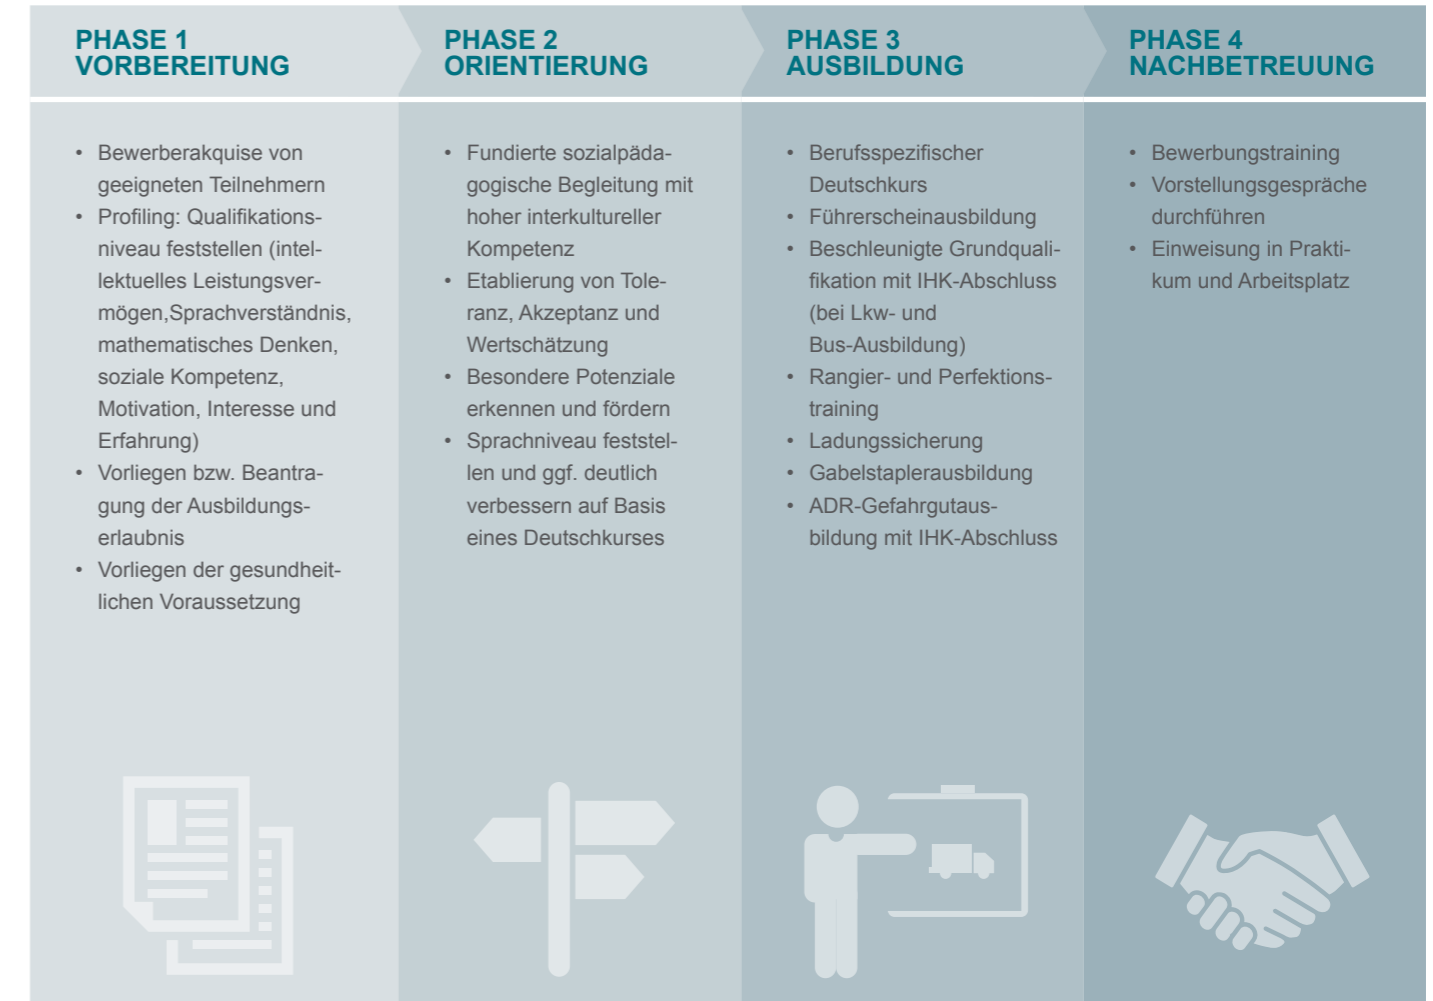 PHASE 1
VORBEREITUNG
• Bewerberakquise von
geeigneten Teilnehmern
• Profiling: Qualifikations-
niveau feststellen (intel-
lektuelles Leistungsver-
mögen,Sprachverständnis,
mathematisches Denken,
soziale Kompetenz,
Motivation, Interesse und
Erfahrung)
• Vorliegen bzw. Beantra-
gung der Ausbildungs-
erlaubnis
• Vorliegen der gesundheit-
lichen Voraussetzung
PHASE 2
ORIENTIERUNG
• Fundierte sozialpäda-
gogische Begleitung mit
hoher interkultureller
Kompetenz
• Etablierung von Tole-
ranz, Akzeptanz und
Wertschätzung
• Besondere Potenziale
erkennen und fördern
• Sprachniveau feststel-
len und ggf. deutlich
verbessern auf Basis
eines Deutschkurses
PHASE 3
AUSBILDUNG
• Berufsspezifischer
Deutschkurs
• Führerscheinausbildung
• Beschleunigte Grundquali-
fikation mit IHK-Abschluss
(bei Lkw- und
Bus-Ausbildung)
• Rangier- und Perfektions-
training
• Ladungssicherung
• Gabelstaplerausbildung
• ADR-Gefahrgutaus-
bildung mit IHK-Abschluss
PHASE 4
NACHBETREUUNG
• Bewerbungstraining
• Vorstellungsgespräche
durchführen
• Einweisung in Prakti-
kum und Arbeitsplatz